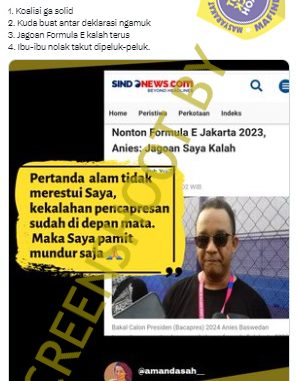 1. Koalisi ga solid
2. Kuda buat antar deklarasi ngamuk
3. Jagoan Formula E kalah terus
4. Ibu-ibu nolak takut dipeluk-peluk.
SINDONEWS.com
BEYOND HEADLINES
Home Peristiwa Perkotaan Indeks
Nonton Formula E Jakarta 2023,
Anies: Jagoan Saya Kalah
WIB
Pertanda alam tidak
merestui Saya,
kekalahan pencapresan
sudah di depan mata.
Maka Saya pamit
mundur saja 🙏
Bakal Calon Presiden (Bacapres) 2024 Anies Baswedan
@amandasah__
SCREENSHOOT BY